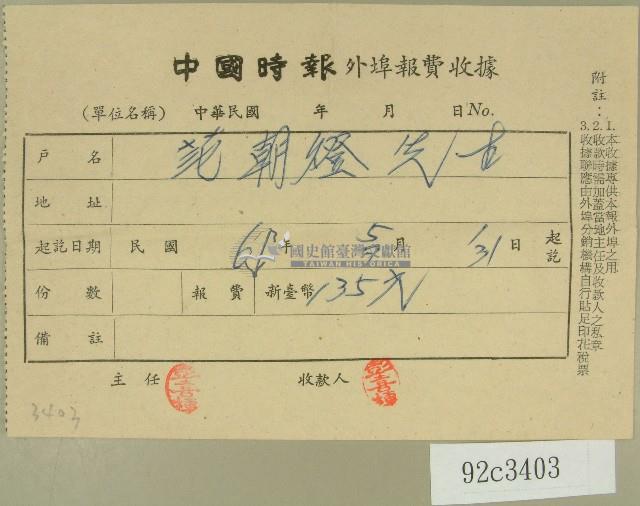 中國時報外埠報費收據
(單位名稱) 中華民國 年 月 日No.
戶名 范朝燈先生
地址
起訖日期 民國 年 5 月 31 日 起訖
份數 報費 新臺幣 135元
備註
主任 收款人
附註：
1.本收據專供本報外埠之用
2.收款時需加蓋當地主任及收款人之私章
3.收據聯應由外埠分銷機構自行貼足印花稅票
國史館臺灣文獻館
TAIWAN HISTORICA
3403
92c3403